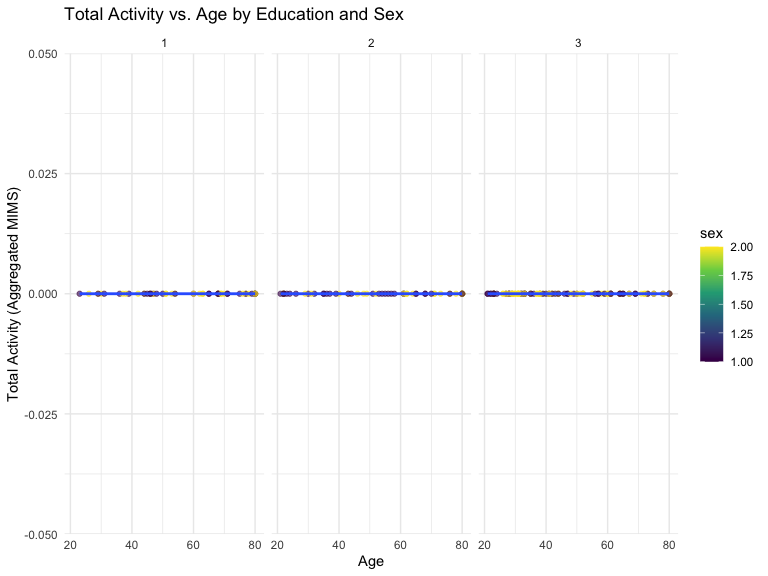 Total Activity vs. Age by Education and Sex
1 2 3
Total Activity (Aggregated MIMS)
0.050
0.025
0.000
-0.025
-0.050
20 40 60 80 20 40 60 80 20 40 60 80
Age
sex
2.00
1.75
1.50
1.25
1.00